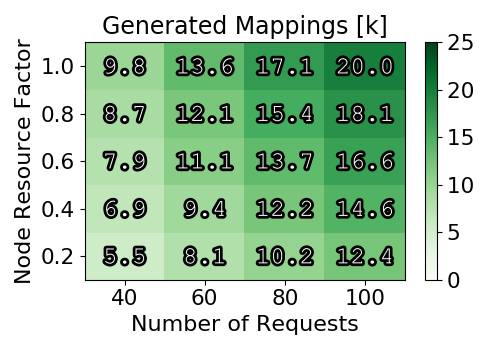 Generated Mappings [k]
Node Resource Factor
1.0 9.8 13.6 17.1 20.0
0.8 8.7 12.1 15.4 18.1
0.6 7.9 11.1 13.7 16.6
0.4 6.9 9.4 12.2 14.6
0.2 5.5 8.1 10.2 12.4
40 60 80 100
Number of Requests
25
20
15
10
5
0